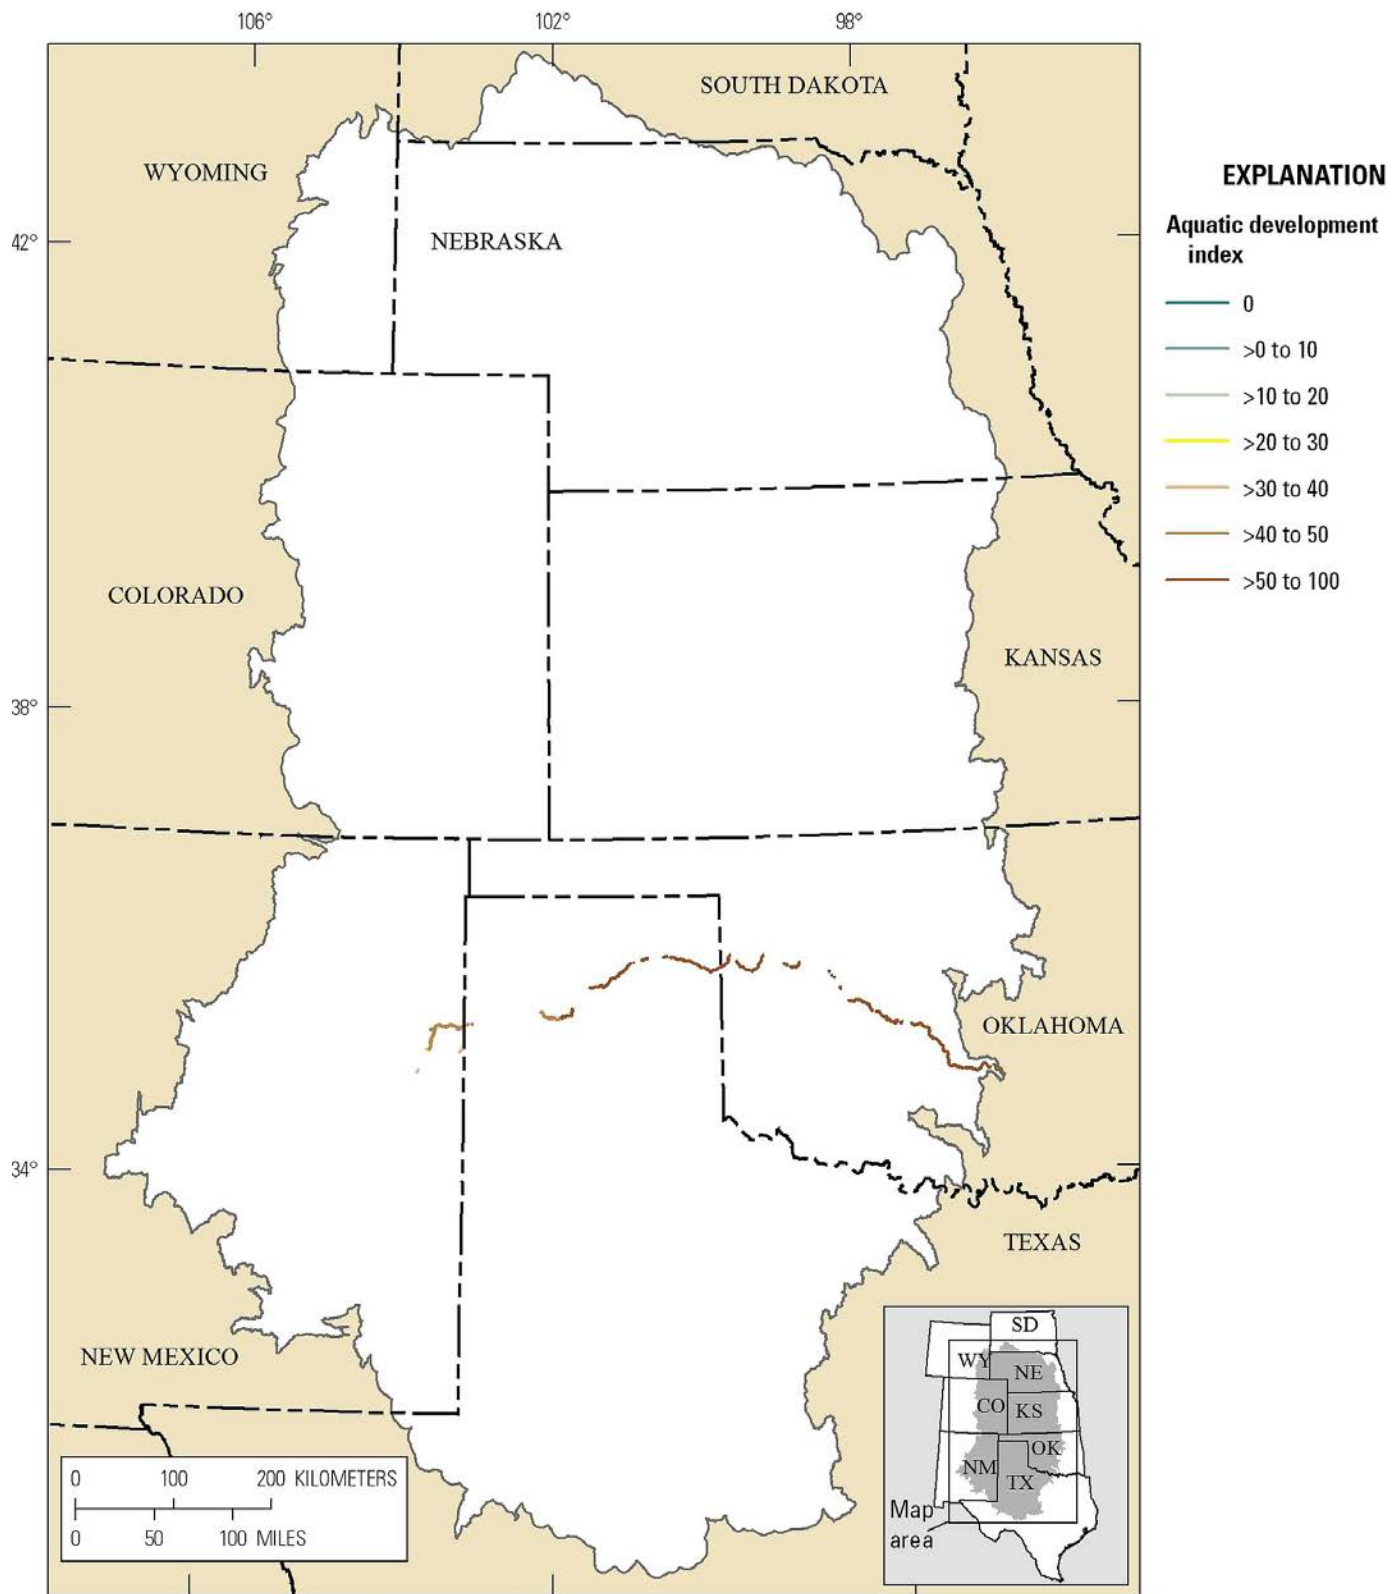 106°
102°
98°
SOUTH DAKOTA
WYOMING
NEBRASKA
42°
COLORADO
KANSAS
38°
OKLAHOMA
34°
TEXAS
NEW MEXICO
0 100 200 KILOMETERS
0 50 100 MILES
SD
WY
NE
CO
KS
OK
NM
TX
Map
area
EXPLANATION
Aquatic development
index
0
>0 to 10
>10 to 20
>20 to 30
>30 to 40
>40 to 50
>50 to 100